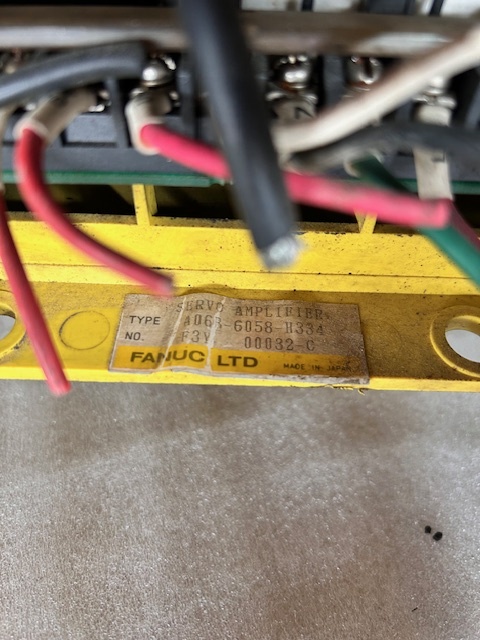 SERVO AMPLIFIER
TYPE A06B-6058-H334
NO. F3Y 00032-C
FANUC LTD MADE IN JAPAN